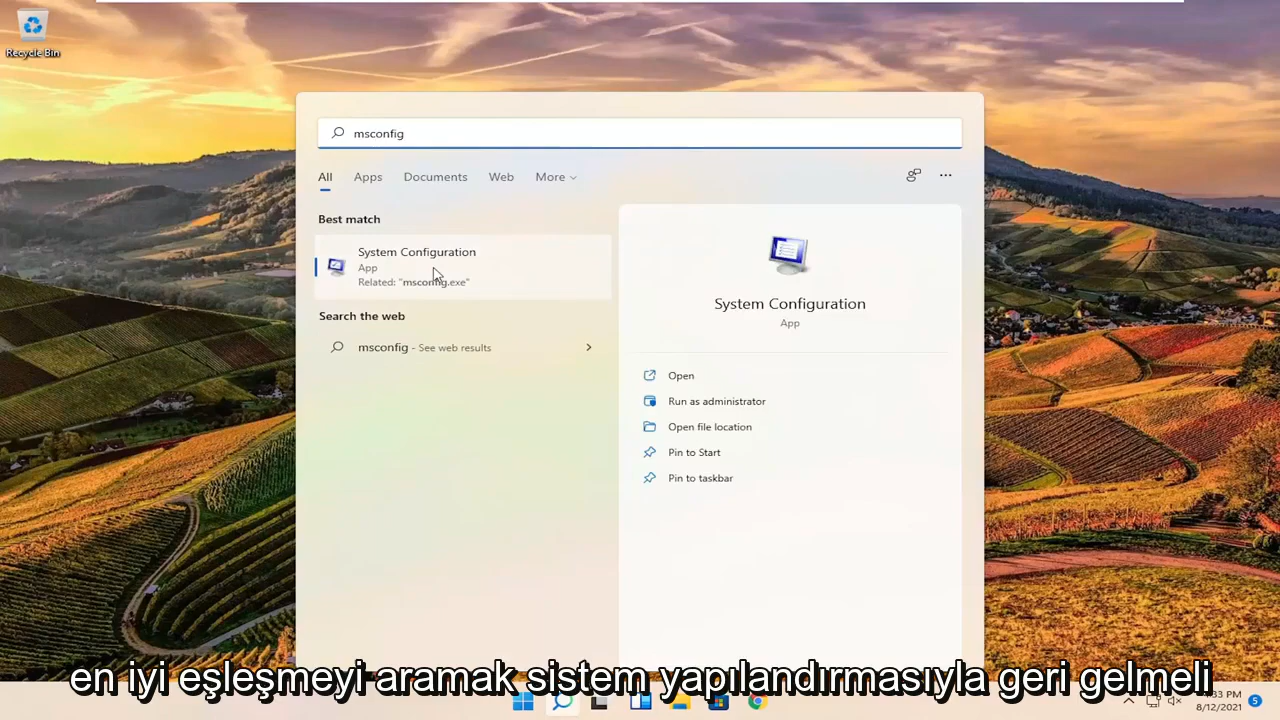 Recycle Bin
msconfig
All Apps Documents Web More
Best match
System Configuration
App
Related: "msconfig.exe"
Search the web
msconfig - See web results
System Configuration
App
Open
Run as administrator
Open file location
Pin to Start
Pin to taskbar
en iyi eşleşmeyi aramak sistem yapılandırmasıyla geri gelmeli
8/12/2021
5